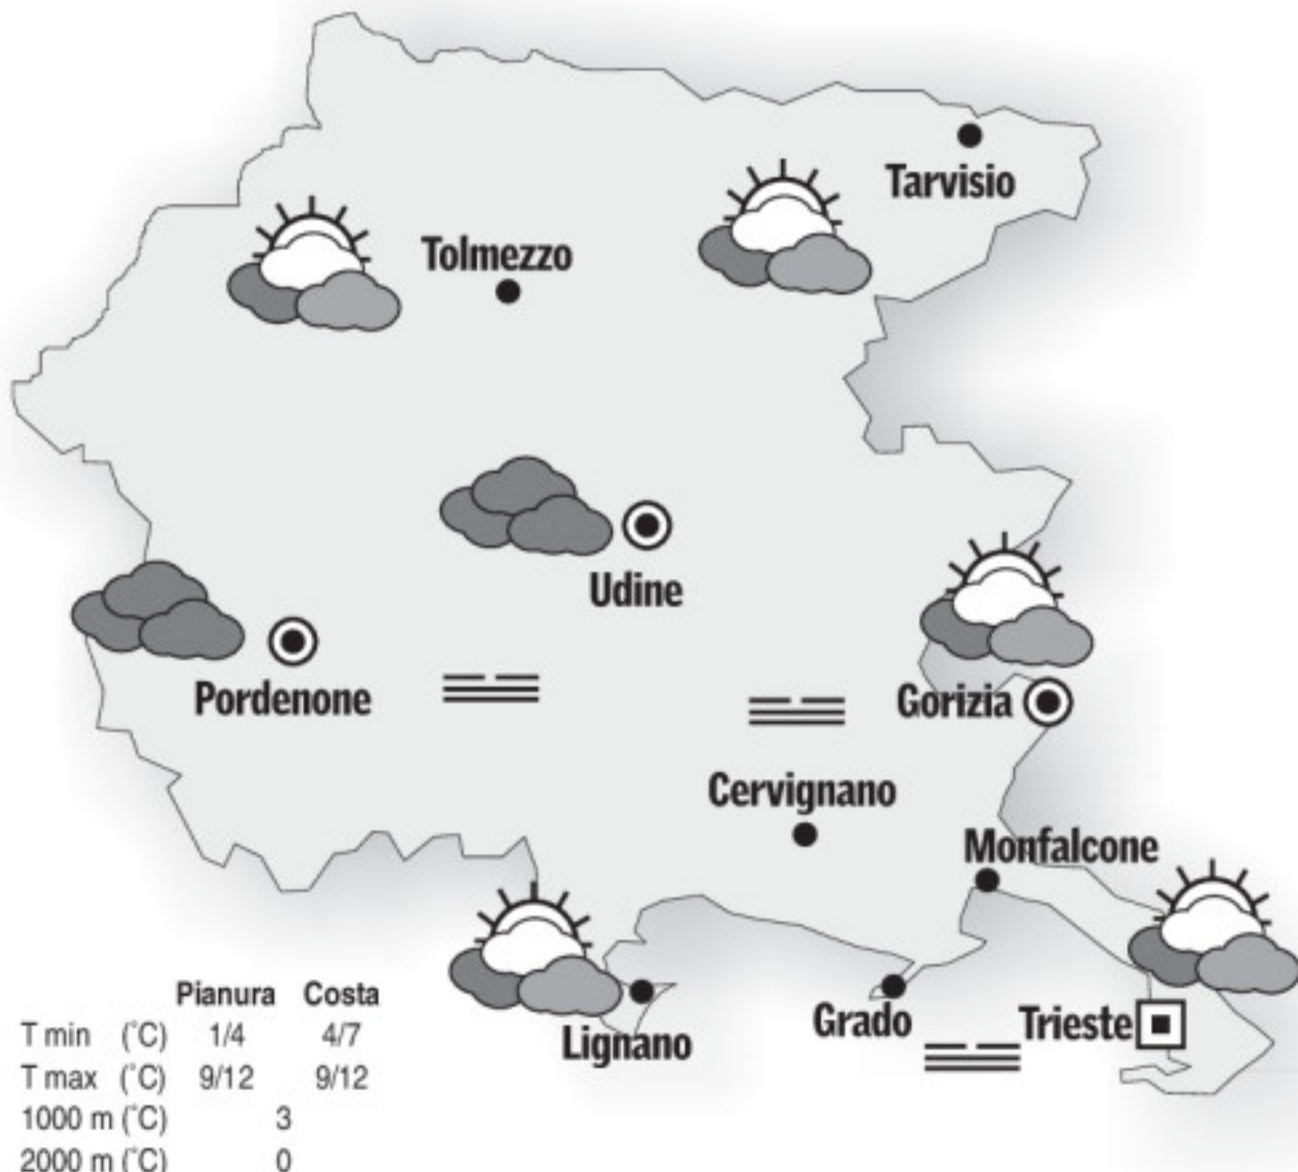 Tarvisio
Tolmezzo
Udine
Pordenone
Gorizia
Cervignano
Monfalcone
Lignano
Grado
Trieste
Pianura Costa
T min (°C) 1/4 4/7
T max (°C) 9/12 9/12
1000 m (°C) 3
2000 m (°C) 0